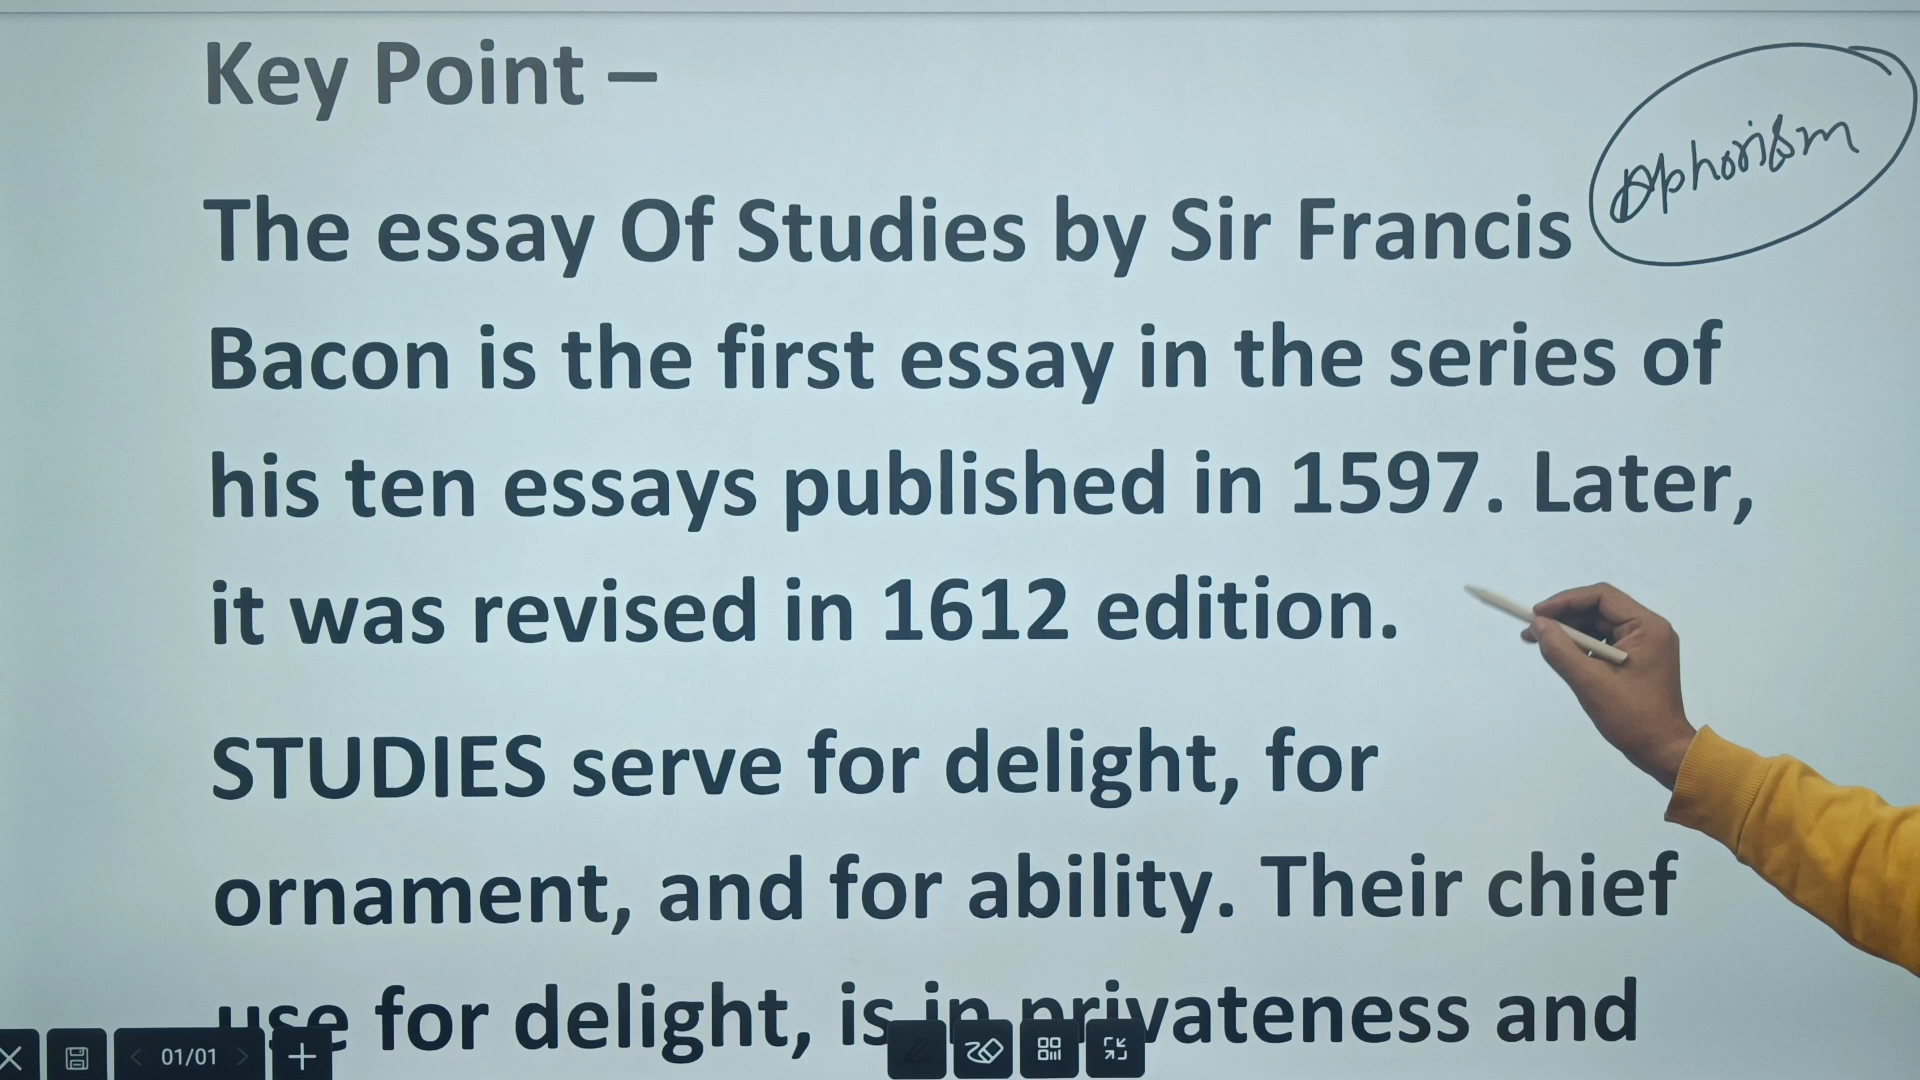 Key Point –
Aphorism
The essay Of Studies by Sir Francis
Bacon is the first essay in the series of
his ten essays published in 1597. Later,
it was revised in 1612 edition.
STUDIES serve for delight, for
ornament, and for ability. Their chief
use for delight, is in privateness and
01/01